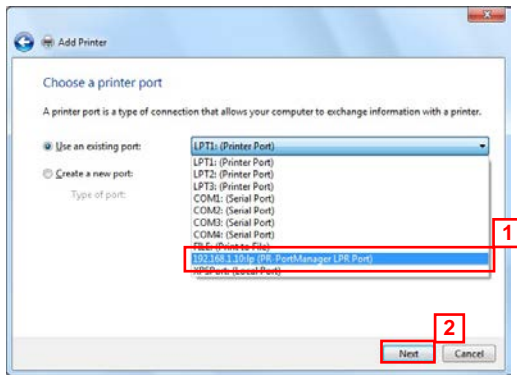 Add Printer
Choose a printer port
A printer port is a type of connection that allows your computer to exchange information with a printer.
Use an existing port:
LPT1: (Printer Port)
LPT1: (Printer Port)
LPT2: (Printer Port)
Create a new port:
LPT3: (Printer Port)
Type of port:
COM1: (Serial Port)
COM2: (Serial Port)
COM3: (Serial Port)
COM4: (Serial Port)
FILE: (Print to File)
1
192.168.1.10:lp (PR-PortManager LPR Port)
XPSPort: (Local Port)
2
Next
Cancel